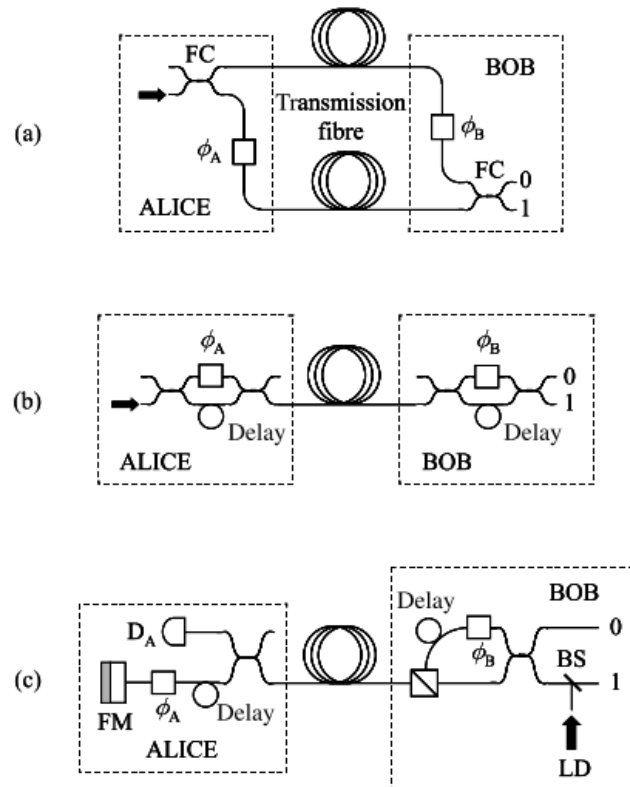 (a)
FC
ϕA
ALICE
Transmission
fibre
BOB
ϕB
FC
0
1
(b)
ϕA
Delay
ALICE
ϕB
0
1
Delay
BOB
(c)
DA
FM
ϕA
Delay
ALICE
BOB
Delay
ϕB
0
BS
1
LD